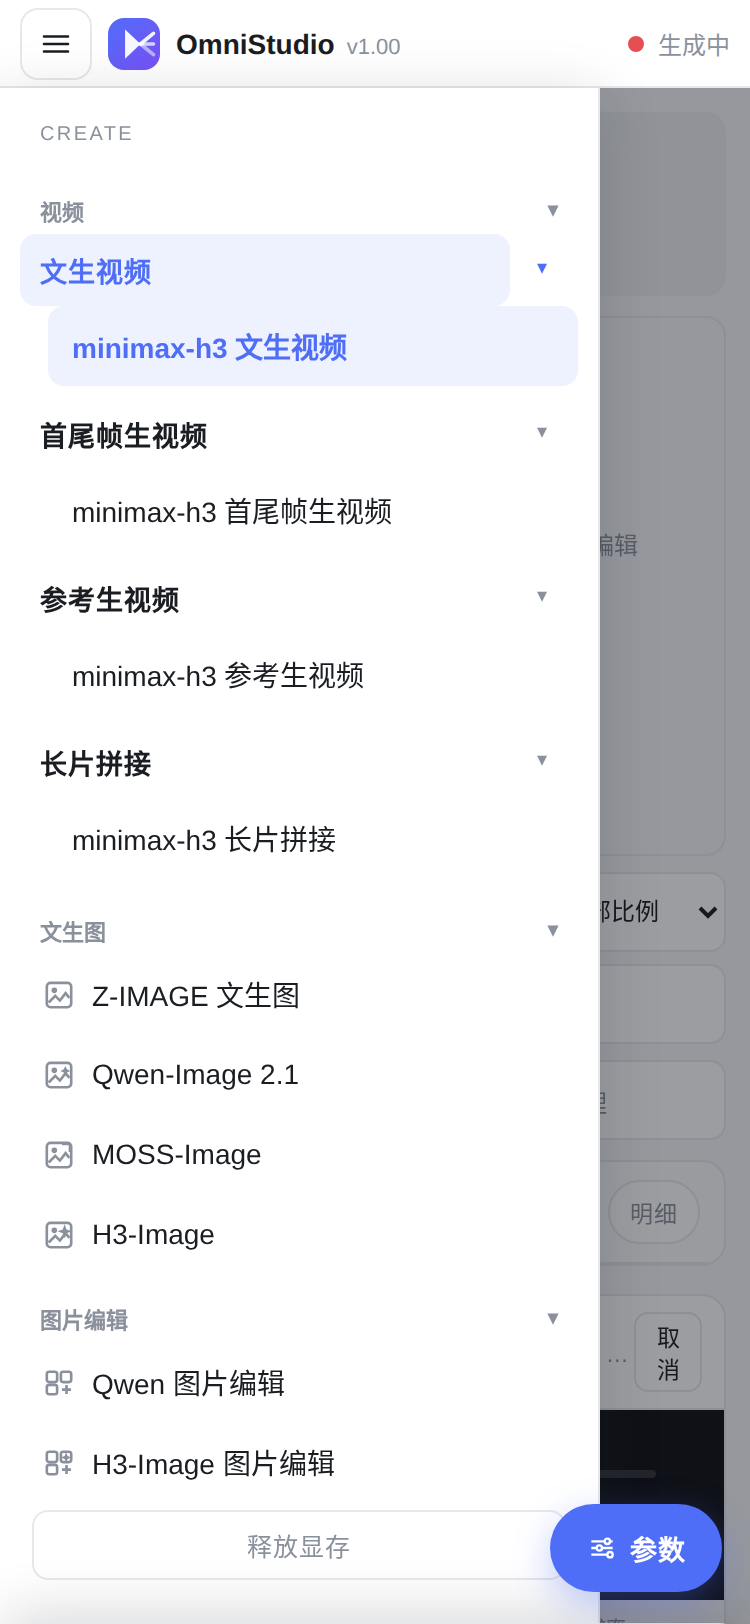 OmniStudio v1.00 生成中
CREATE
视频 ▼
文生视频 ▼
minimax-h3 文生视频
首尾帧生视频 ▼
minimax-h3 首尾帧生视频
编辑
参考生视频 ▼
minimax-h3 参考生视频
长片拼接 ▼
minimax-h3 长片拼接
比例
文生图 ▼
Z-IMAGE 文生图
Qwen-Image 2.1
MOSS-Image
H3-Image
明细
图片编辑 ▼
... 取消
Qwen 图片编辑
H3-Image 图片编辑
释放显存
参数